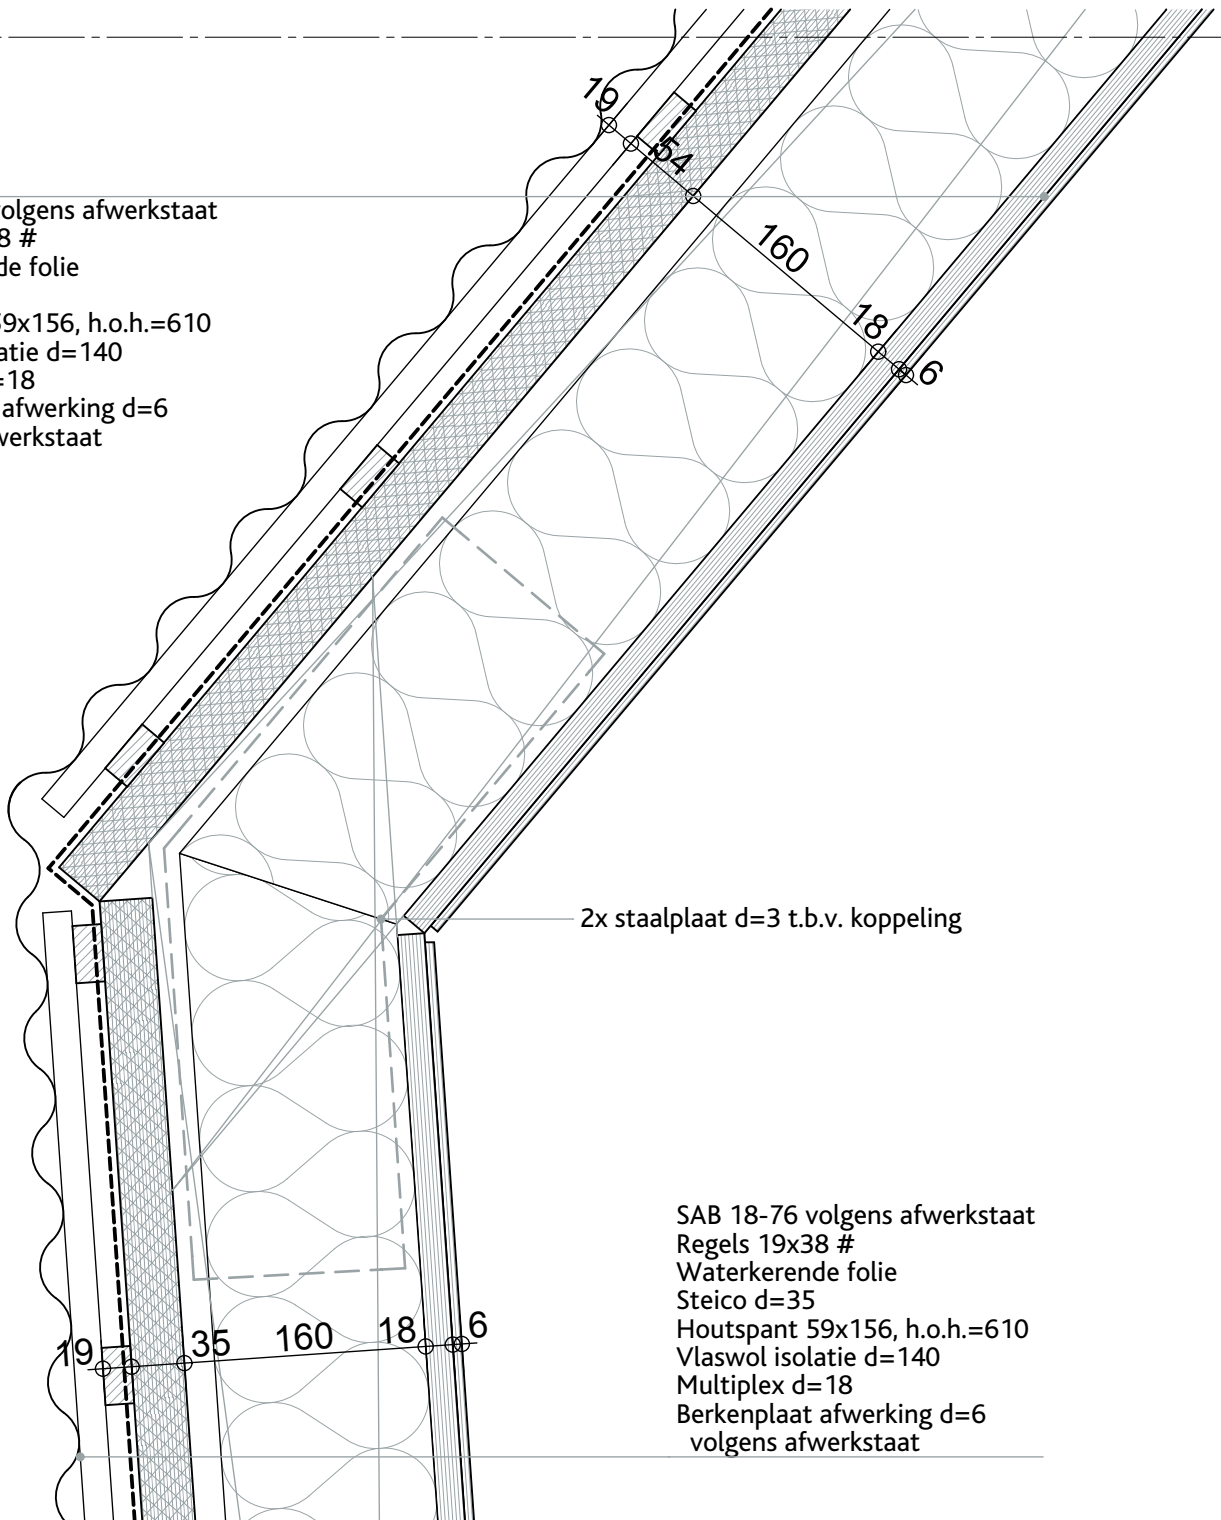 19
54
160
18
6
volgens afwerkstaat
8 #
de folie
59x156, h.o.h.=610
atie d=140
=18
afwerking d=6
werkstaat
2x staalplaat d=3 t.b.v. koppeling
SAB 18-76 volgens afwerkstaat
Regels 19x38 #
Waterkerende folie
Steico d=35
Houtspant 59x156, h.o.h.=610
Vlaswol isolatie d=140
Multiplex d=18
Berkenplaat afwerking d=6
volgens afwerkstaat
19 35 160 18 6